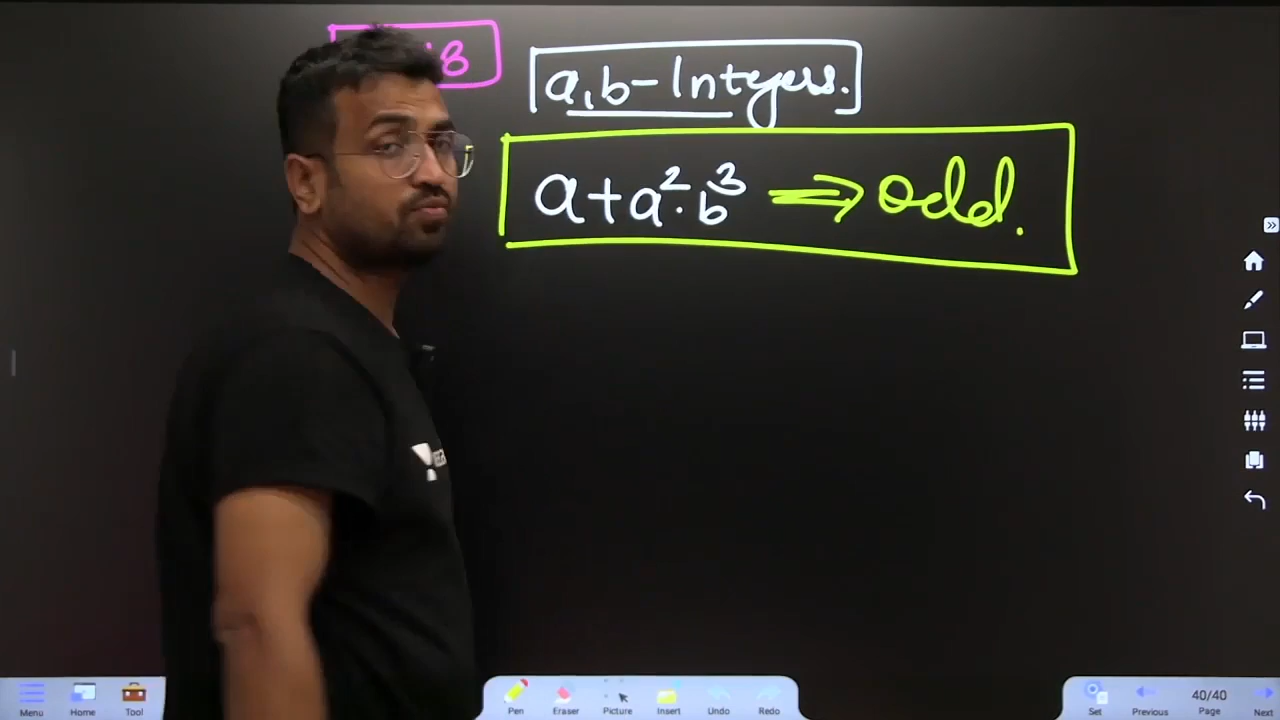 8
a,b-Integers.
a+a².b³ ⟹ odd.
»
Menu Home Tool Pen Eraser Picture Insert Undo Redo Set Previous 40/40 Page Next